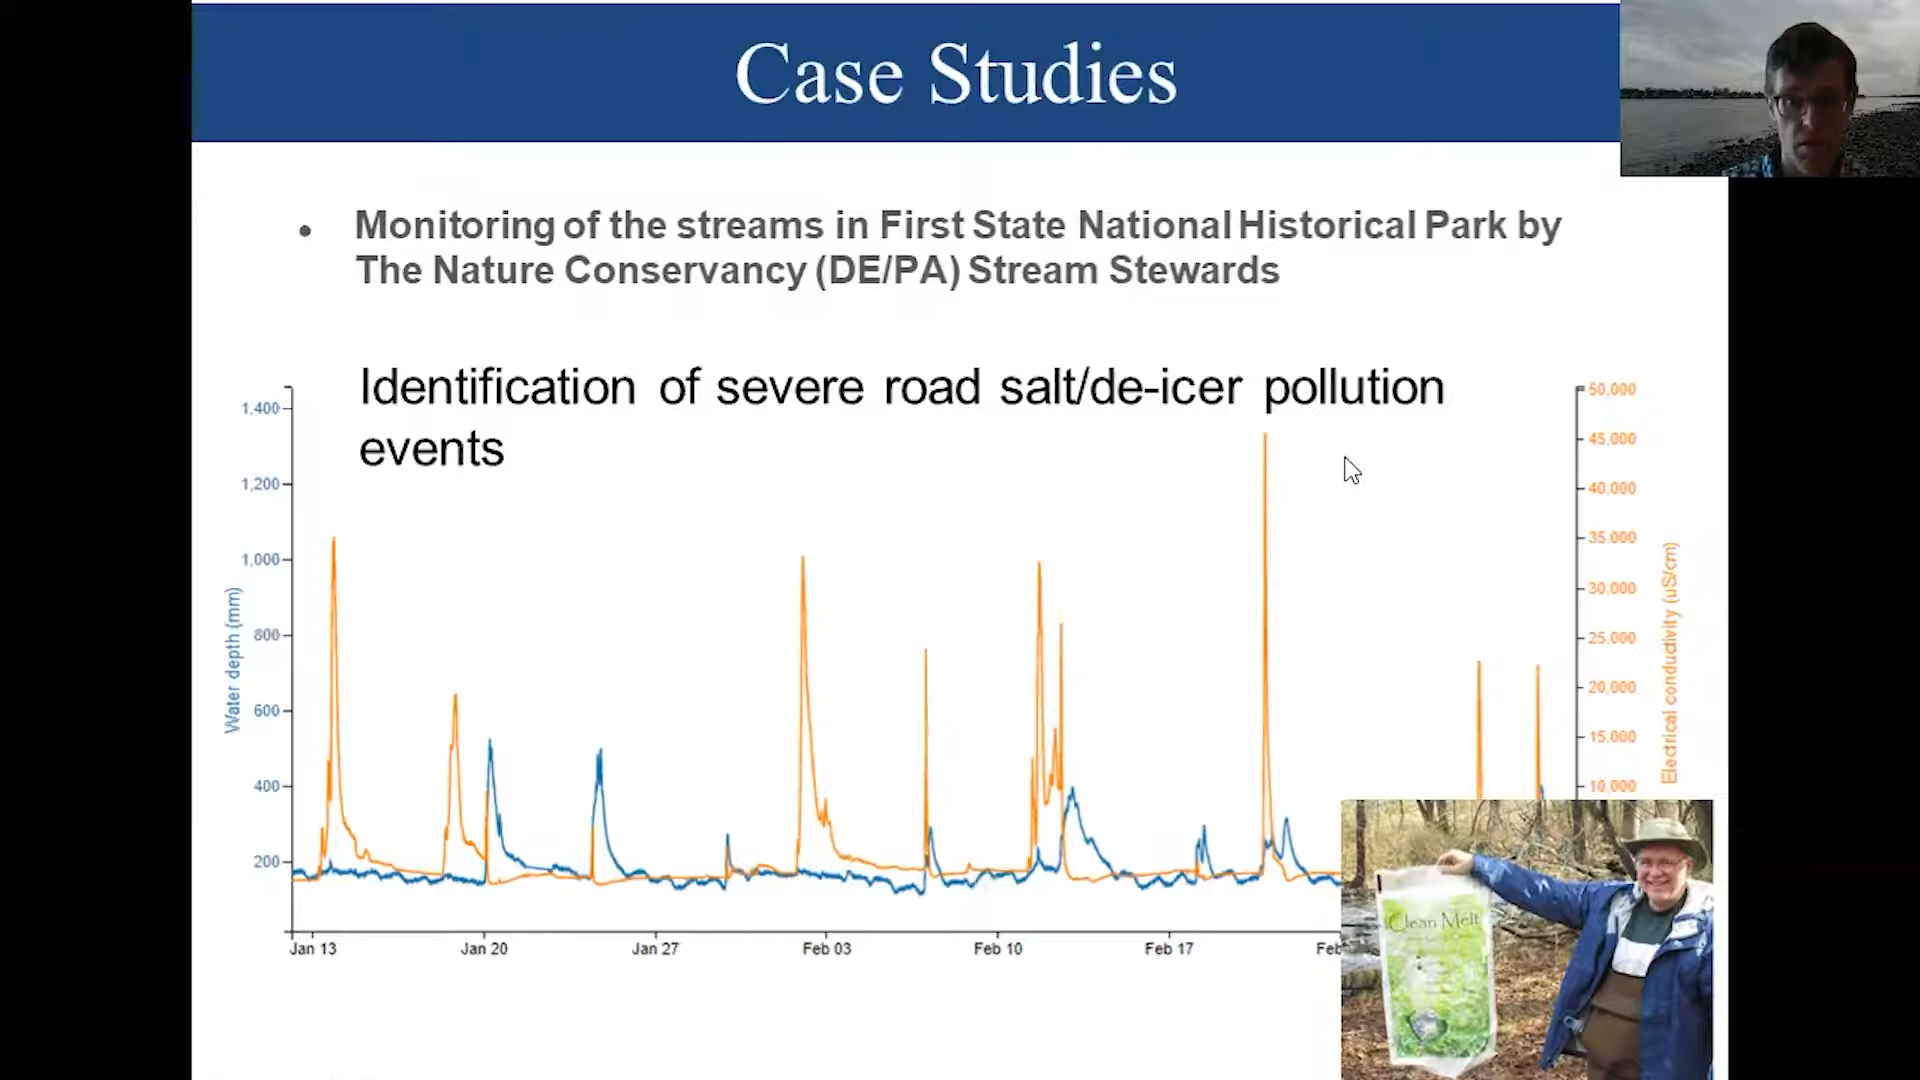 Case Studies
• Monitoring of the streams in First State National Historical Park by
The Nature Conservancy (DE/PA) Stream Stewards
Identification of severe road salt/de-icer pollution
events
1,400
1,200
1,000
800
600
400
200
Water depth (mm)
50,000
45,000
40,000
35,000
30,000
25,000
20,000
15,000
10,000
Electrical conductivity (uS/cm)
Jan 13 Jan 20 Jan 27 Feb 03 Feb 10 Feb 17 Feb
Clean Melt